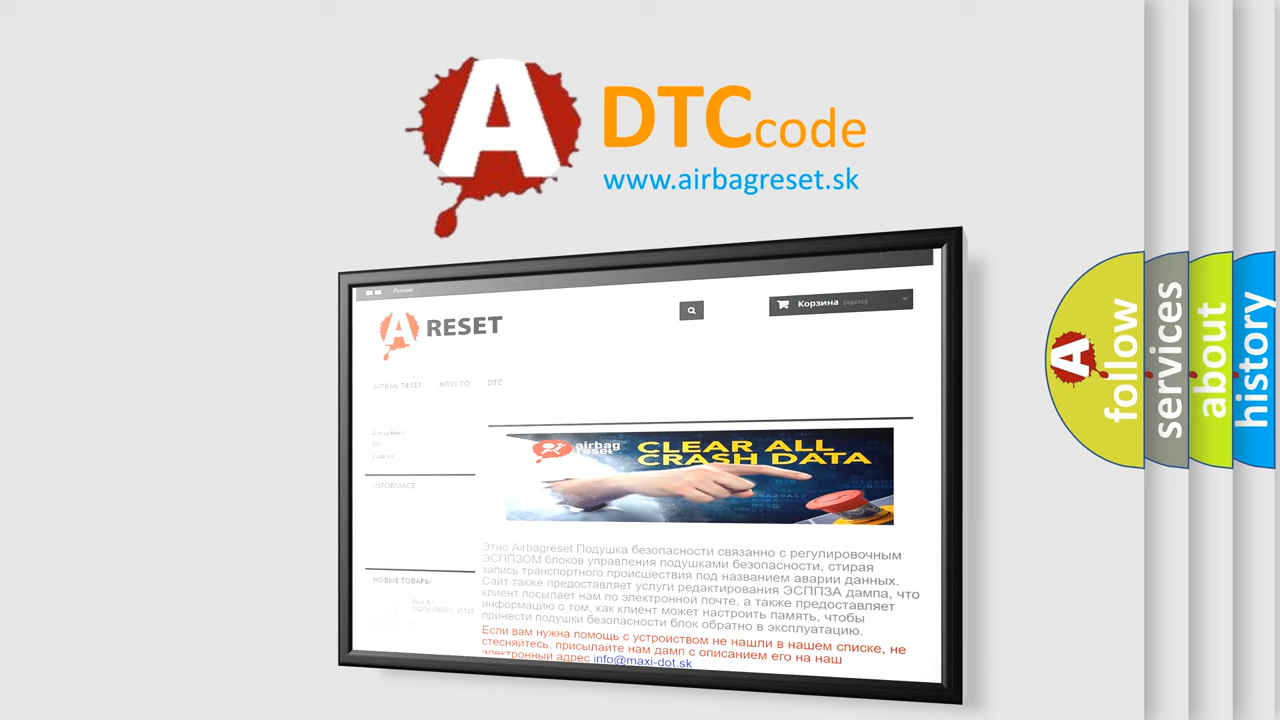 A DTCcode
www.airbagreset.sk
Русский
A RESET
Корзина (пусто)
AIRBAG RESET HOW TO DTC
INFORMACE
airbag
reset
CLEAR ALL
CRASH DATA
Этно Airbagreset Подушка безопасности связанно с регулировочным
ЭСППЗОМ блоков управления подушками безопасности, стирая
запись транспортного происшествия под названием аварии данных.
Сайт также предоставляет услуги редактирования ЭСППЗА дампа, что
клиент посылает нам по электронной почте, а также предоставляет
информацию о том, как клиент может настроить память, чтобы
принести подушки безопасности блок обратно в эксплуатацию.
Если вам нужна помощь с устройством не нашли в нашем списке, не
стесняйтесь, присылайте нам дамп с описанием его на наш
электронный адрес info@maxi-dot.sk
НОВЫЕ ТОВАРЫ
A follow
services
about
history